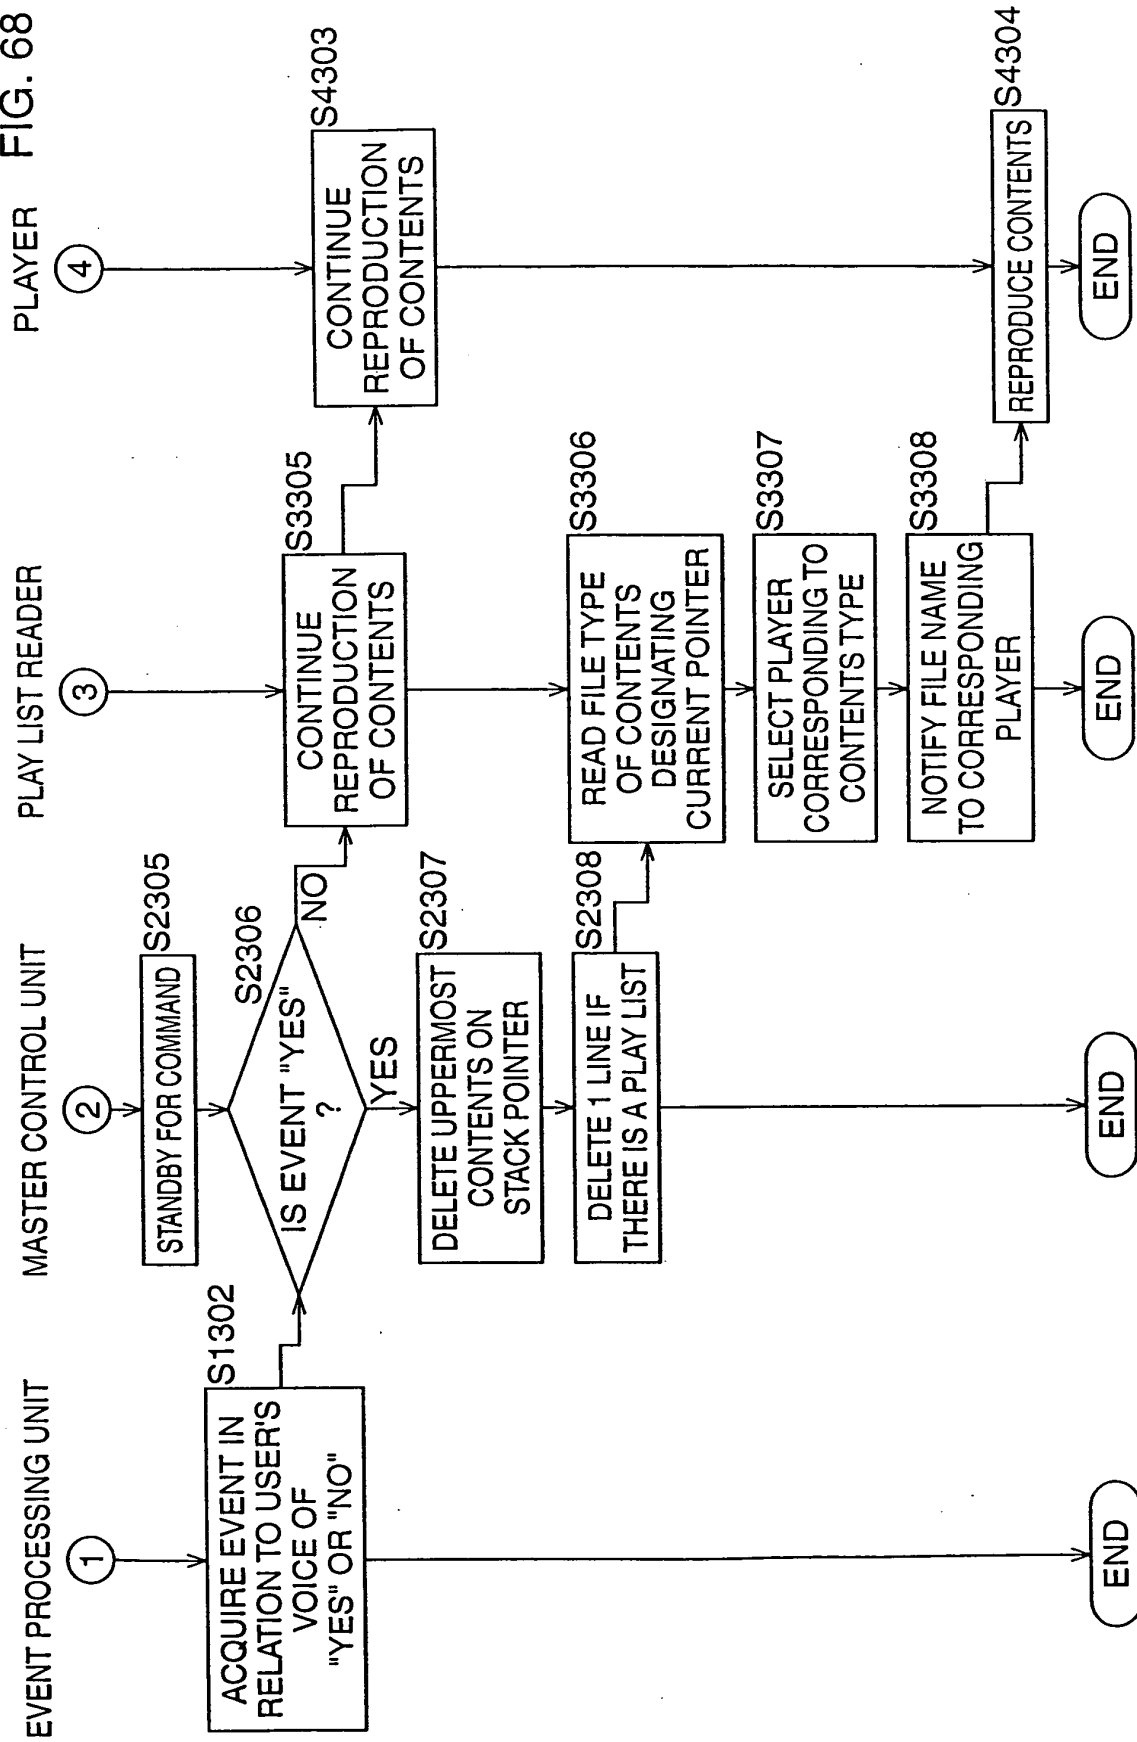 FIG. 68
EVENT PROCESSING UNIT
MASTER CONTROL UNIT
PLAY LIST READER
PLAYER
1
2
3
4
S1302
ACQUIRE EVENT IN
RELATION TO USER'S
VOICE OF
"YES" OR "NO"
END
S2305
STANDBY FOR COMMAND
S2306
IS EVENT "YES"
?
NO
YES
S2307
DELETE UPPERMOST
CONTENTS ON
STACK POINTER
S2308
DELETE 1 LINE IF
THERE IS A PLAY LIST
END
S3305
CONTINUE
REPRODUCTION
OF CONTENTS
S3306
READ FILE TYPE
OF CONTENTS
DESIGNATING
CURRENT POINTER
S3307
SELECT PLAYER
CORRESPONDING TO
CONTENTS TYPE
S3308
NOTIFY FILE NAME
TO CORRESPONDING
PLAYER
END
S4303
CONTINUE
REPRODUCTION
OF CONTENTS
S4304
REPRODUCE CONTENTS
END